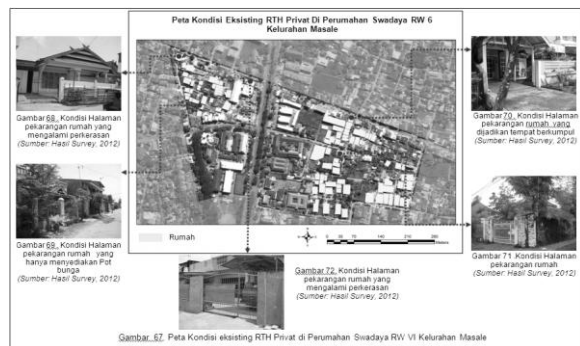 Peta Kondisi Eksisting RTH Privat Di Perumahan Swadaya RW 6
Kelurahan Masale
Gambar 68. Kondisi Halaman
pekarangan rumah yang
mengalami perkerasan
(Sumber: Hasil Survey, 2012)
Gambar 69. Kondisi Halaman
pekarangan rumah yang
hanya menyediakan Pot
bunga
(Sumber: Hasil Survey, 2012)
Gambar 70. Kondisi Halaman
pekarangan rumah yang
dijadikan tempat berkumpul
(Sumber: Hasil Survey, 2012)
Gambar 71. Kondisi Halaman
pekarangan rumah
(Sumber: Hasil Survey, 2012)
Rumah
Meters
Gambar 72. Kondisi Halaman
pekarangan rumah yang
mengalami perkerasan
(Sumber: Hasil Survey, 2012)
Gambar 67. Peta Kondisi eksisting RTH Privat di Perumahan Swadaya RW VI Kelurahan Masale